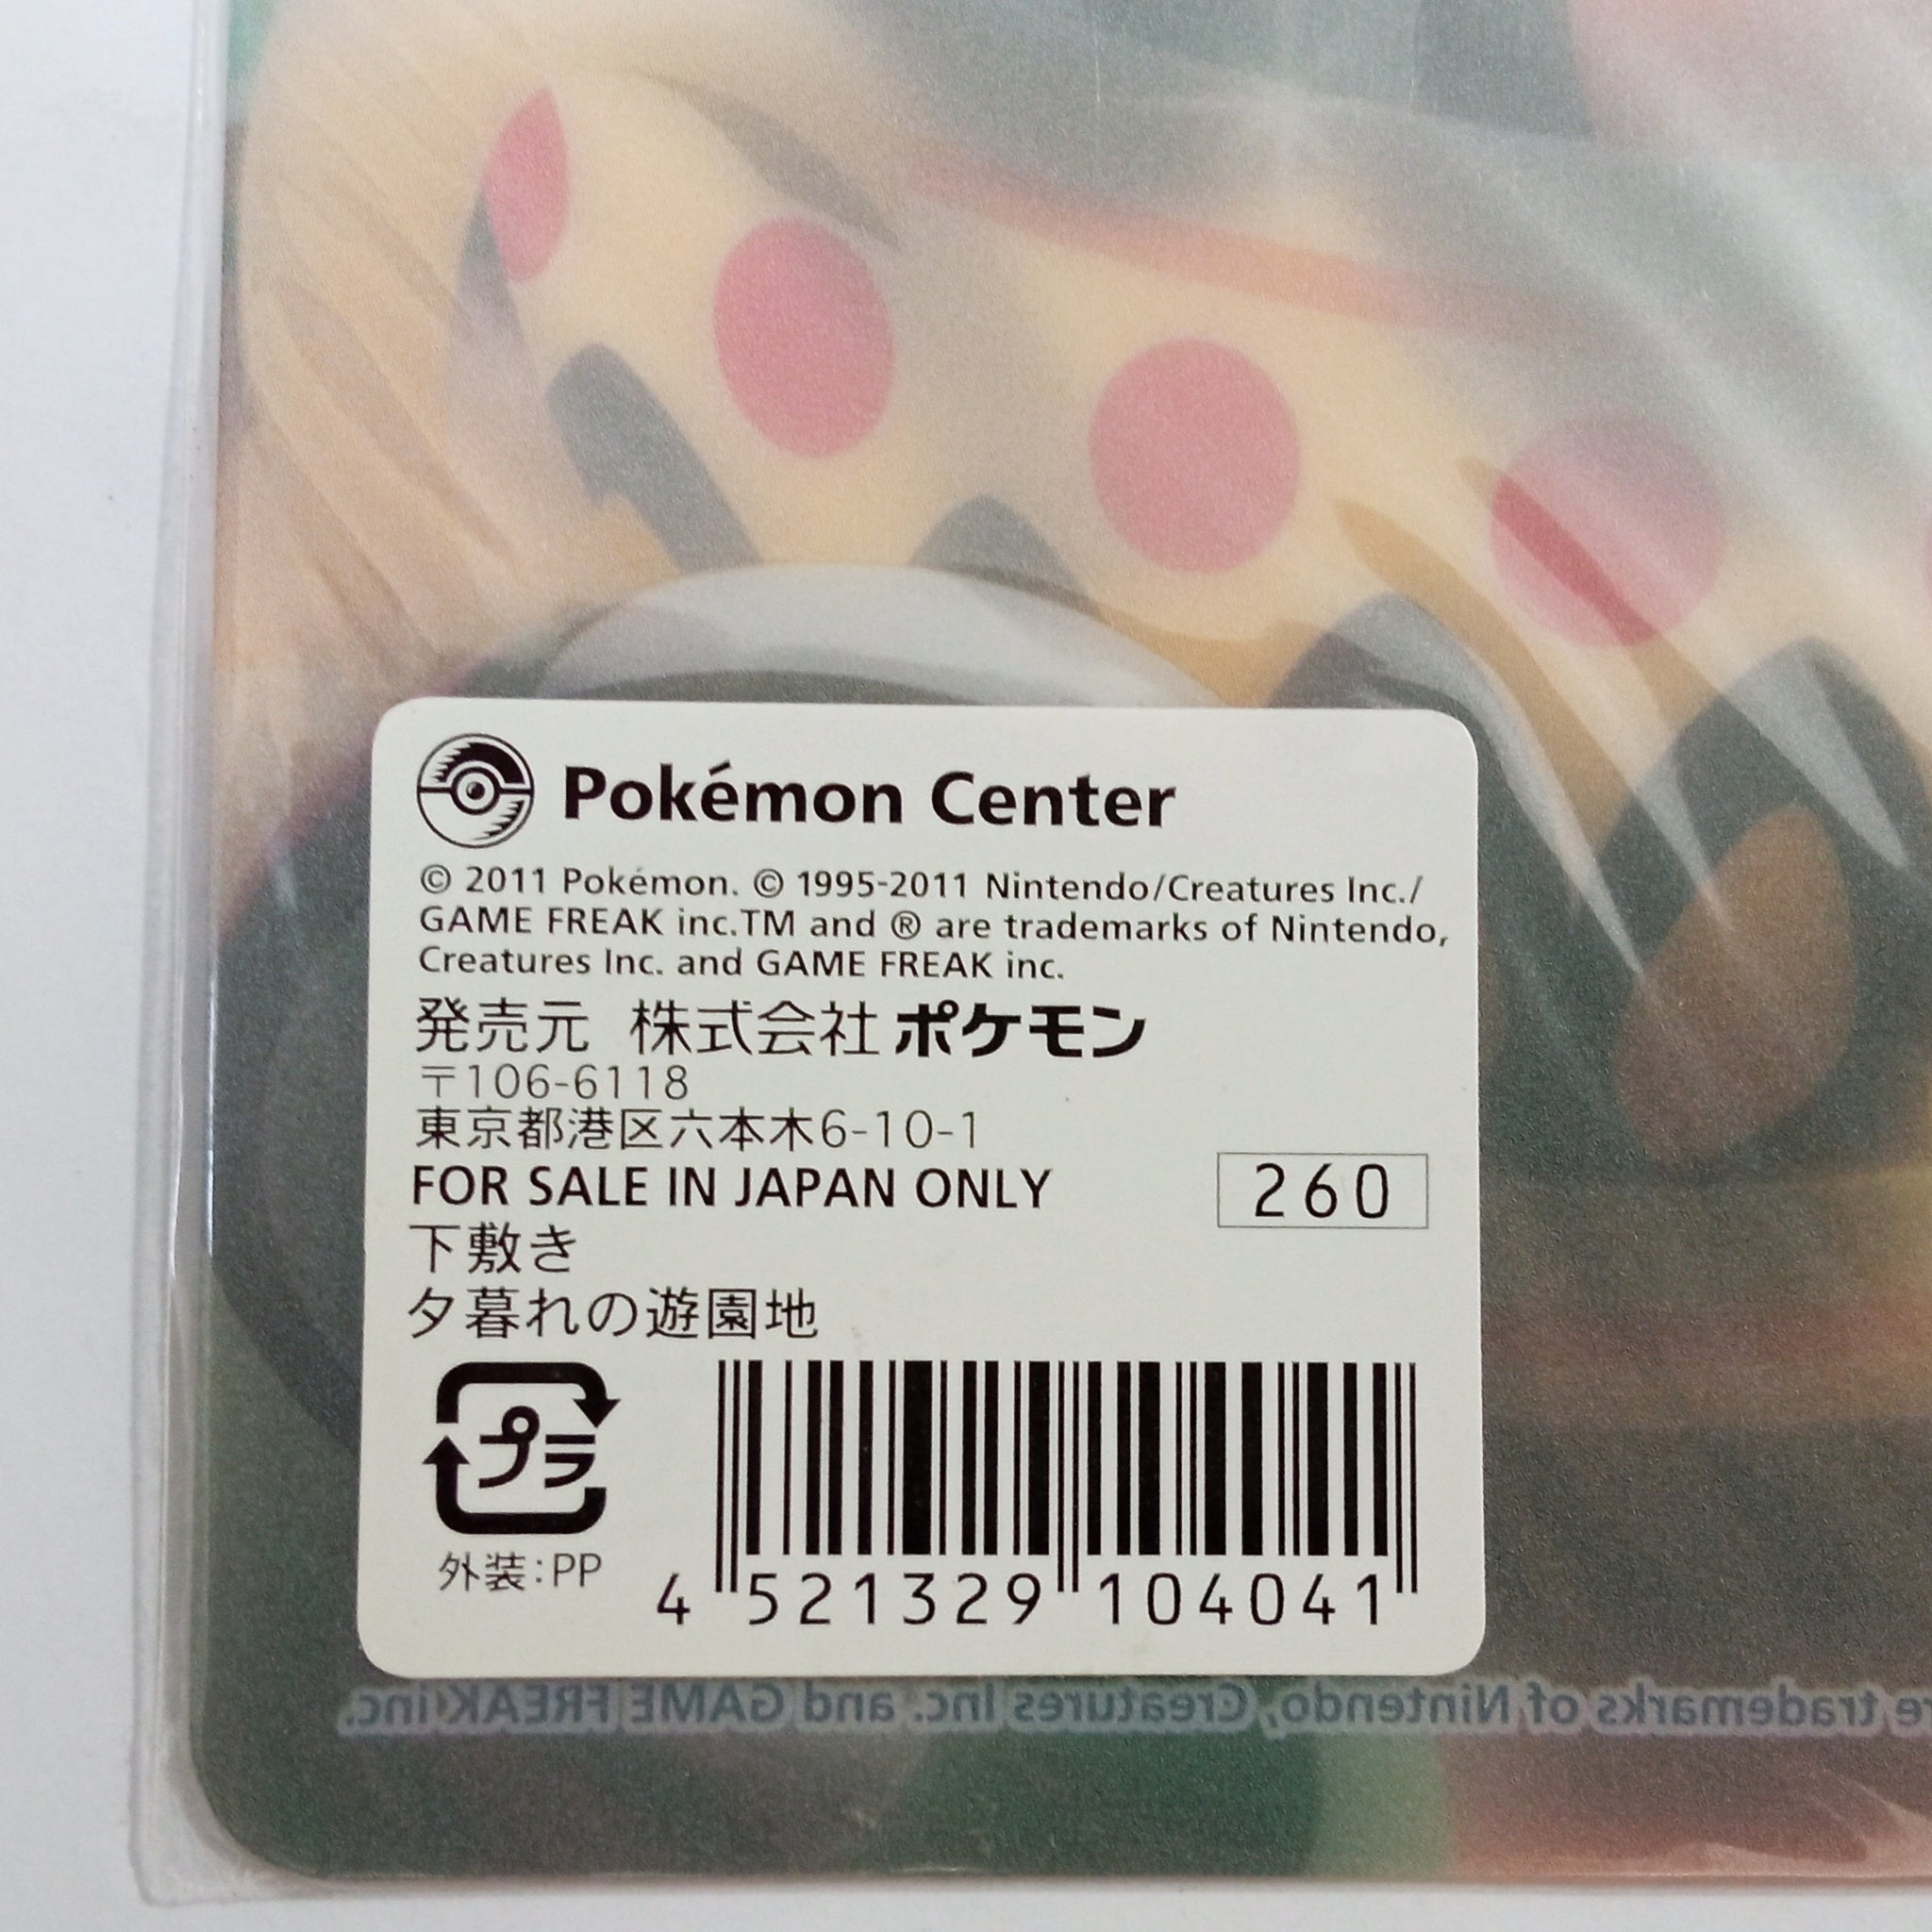 Pokémon Center
© 2011 Pokémon. © 1995-2011 Nintendo/Creatures Inc./
GAME FREAK inc.TM and ® are trademarks of Nintendo,
Creatures Inc. and GAME FREAK inc.
発売元 株式会社ポケモン
〒106-6118
東京都港区六本木6-10-1
FOR SALE IN JAPAN ONLY
260
下敷き
夕暮れの遊園地
プラ
外装:PP
4 521329 104041
e trademarks of Nintendo, Creatures Inc. and GAME FREAK inc.